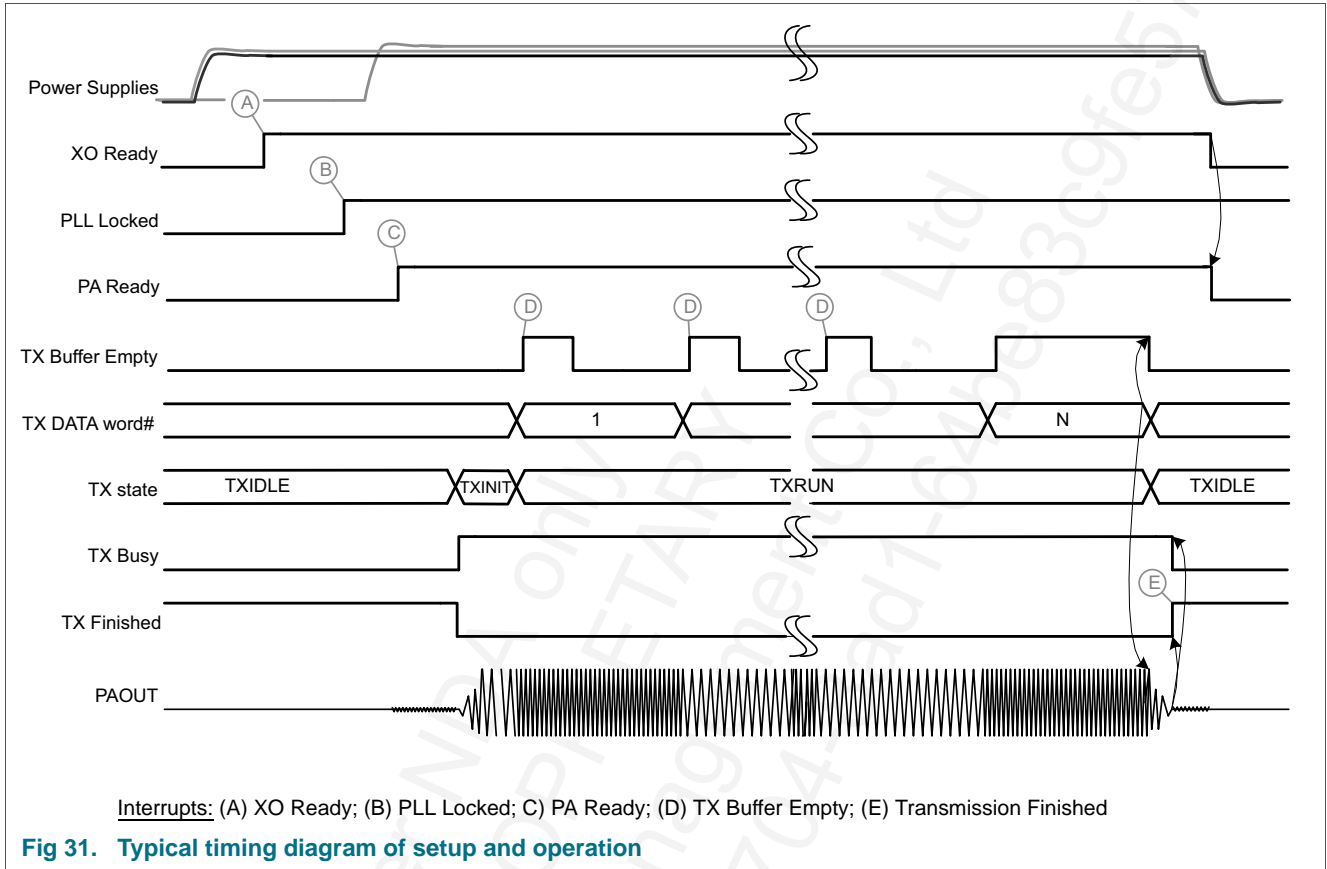 Power Supplies
A
XO Ready
B
PLL Locked
C
PA Ready
D D D
TX Buffer Empty
TX DATA word# 1 N
TX state TXIDLE TXINIT TXRUN TXIDLE
TX Busy
E
TX Finished
PAOUT
Interrupts: (A) XO Ready; (B) PLL Locked; C) PA Ready; (D) TX Buffer Empty; (E) Transmission Finished
Fig 31. Typical timing diagram of setup and operation